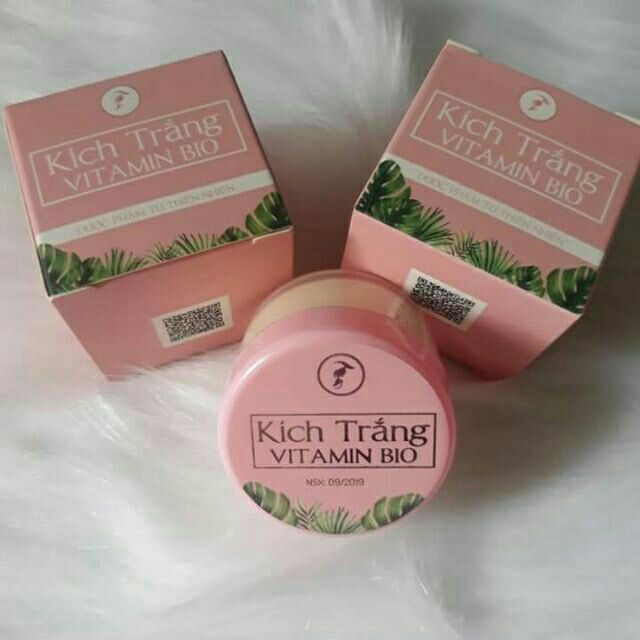 Kích Trắng
VITAMIN BIO
DƯỢC PHẨM TỪ THIÊN NHIÊN
Kích Trắng
VITAMIN BIO
DƯỢC PHẨM TỪ THIÊN NHIÊN
Kích Trắng
VITAMIN BIO
NSX: 09/2019